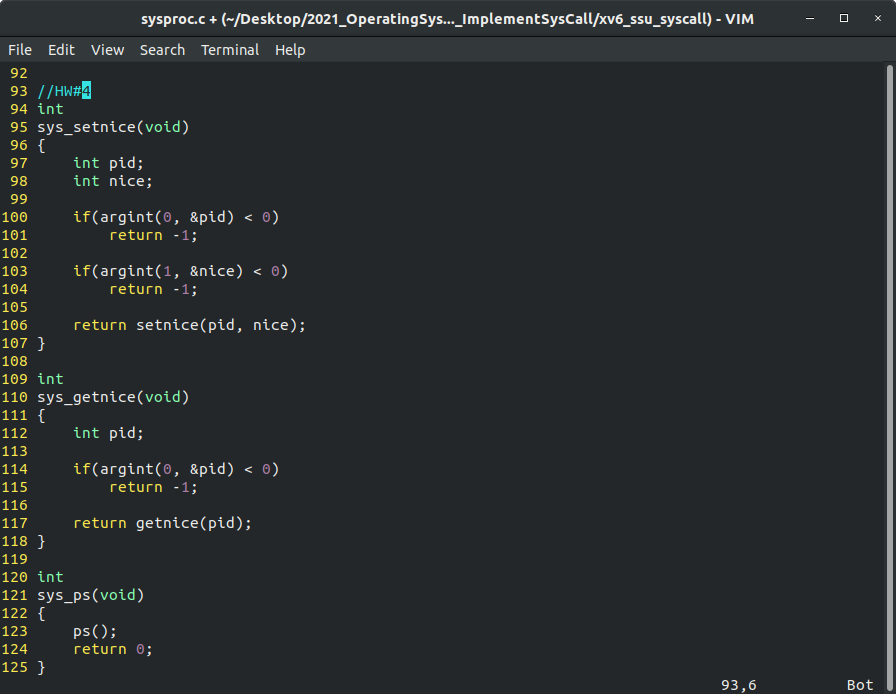 sysproc.c + (~/Desktop/2021_OperatingSys..._ImplementSysCall/xv6_ssu_syscall) - VIM
File Edit View Search Terminal Help
92
93 //HW#4
94 int
95 sys_setnice(void)
96 {
97     int pid;
98     int nice;
99
100     if(argint(0, &pid) < 0)
101         return -1;
102
103     if(argint(1, &nice) < 0)
104         return -1;
105
106     return setnice(pid, nice);
107 }
108
109 int
110 sys_getnice(void)
111 {
112     int pid;
113
114     if(argint(0, &pid) < 0)
115         return -1;
116
117     return getnice(pid);
118 }
119
120 int
121 sys_ps(void)
122 {
123     ps();
124     return 0;
125 }
93,6 Bot